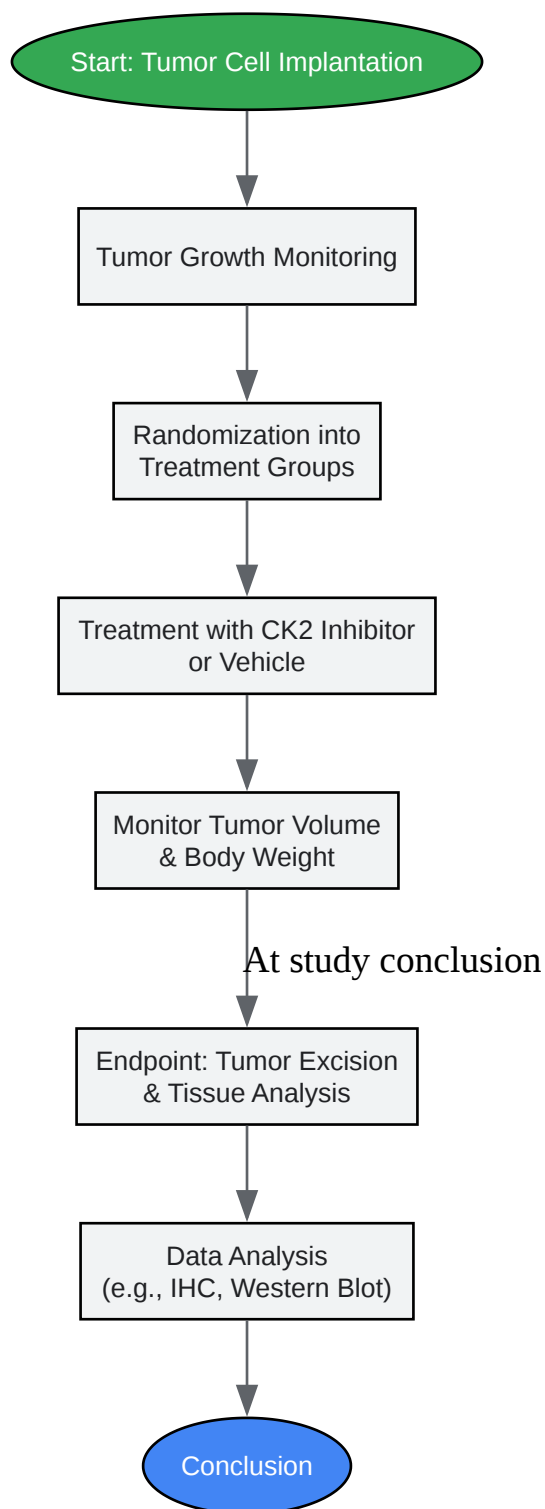 Start: Tumor Cell Implantation
Tumor Growth Monitoring
Randomization into
Treatment Groups
Treatment with CK2 Inhibitor
or Vehicle
Monitor Tumor Volume
& Body Weight
At study conclusion
Endpoint: Tumor Excision
& Tissue Analysis
Data Analysis
(e.g., IHC, Western Blot)
Conclusion